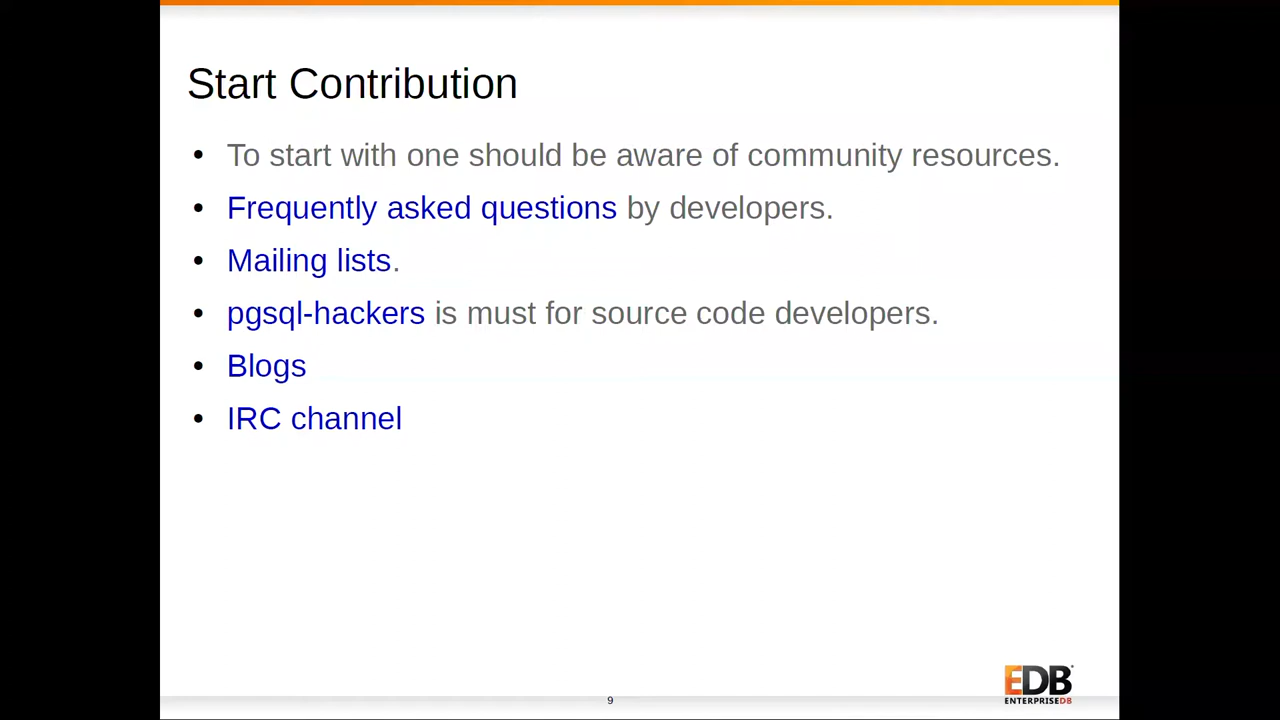 Start Contribution
• To start with one should be aware of community resources.
• Frequently asked questions by developers.
• Mailing lists.
• pgsql-hackers is must for source code developers.
• Blogs
• IRC channel
EDB
ENTERPRISEDB
9